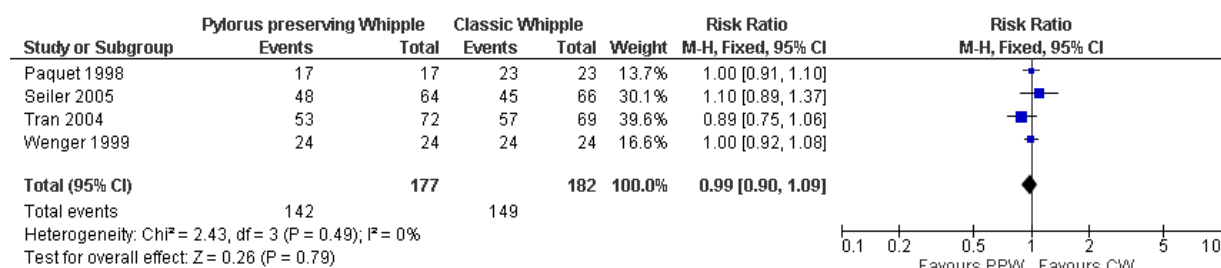 Pylorus preserving Whipple Classic Whipple Risk Ratio Risk Ratio
Study or Subgroup Events Total Events Total Weight M-H, Fixed, 95% CI M-H, Fixed, 95% CI
Paquet 1998 17 17 23 23 13.7% 1.00 [0.91, 1.10]
Seiler 2005 48 64 45 66 30.1% 1.10 [0.89, 1.37]
Tran 2004 53 72 57 69 39.6% 0.89 [0.75, 1.06]
Wenger 1999 24 24 24 24 16.6% 1.00 [0.92, 1.08]
Total (95% CI) 177 182 100.0% 0.99 [0.90, 1.09]
Total events 142 149
Heterogeneity: Chi² = 2.43, df = 3 (P = 0.49); I² = 0%
Test for overall effect: Z = 0.26 (P = 0.79)
0.1 0.2 0.5 1 2 5 10
Favours PPW Favours CW